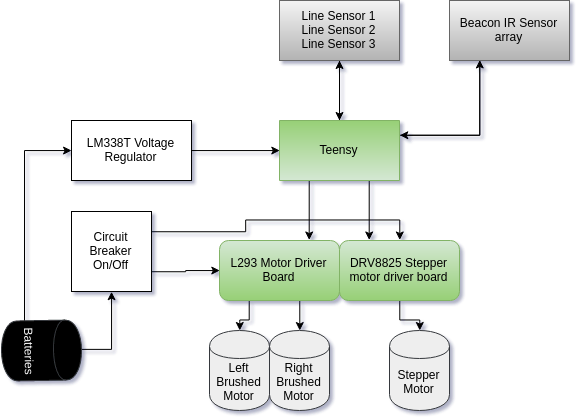 Line Sensor 1
Line Sensor 2
Line Sensor 3
Beacon IR Sensor
array
LM338T Voltage
Regulator
Teensy
Circuit
Breaker
On/Off
L293 Motor Driver
Board
DRV8825 Stepper
motor driver board
Batteries
Left
Brushed
Motor
Right
Brushed
Motor
Stepper
Motor